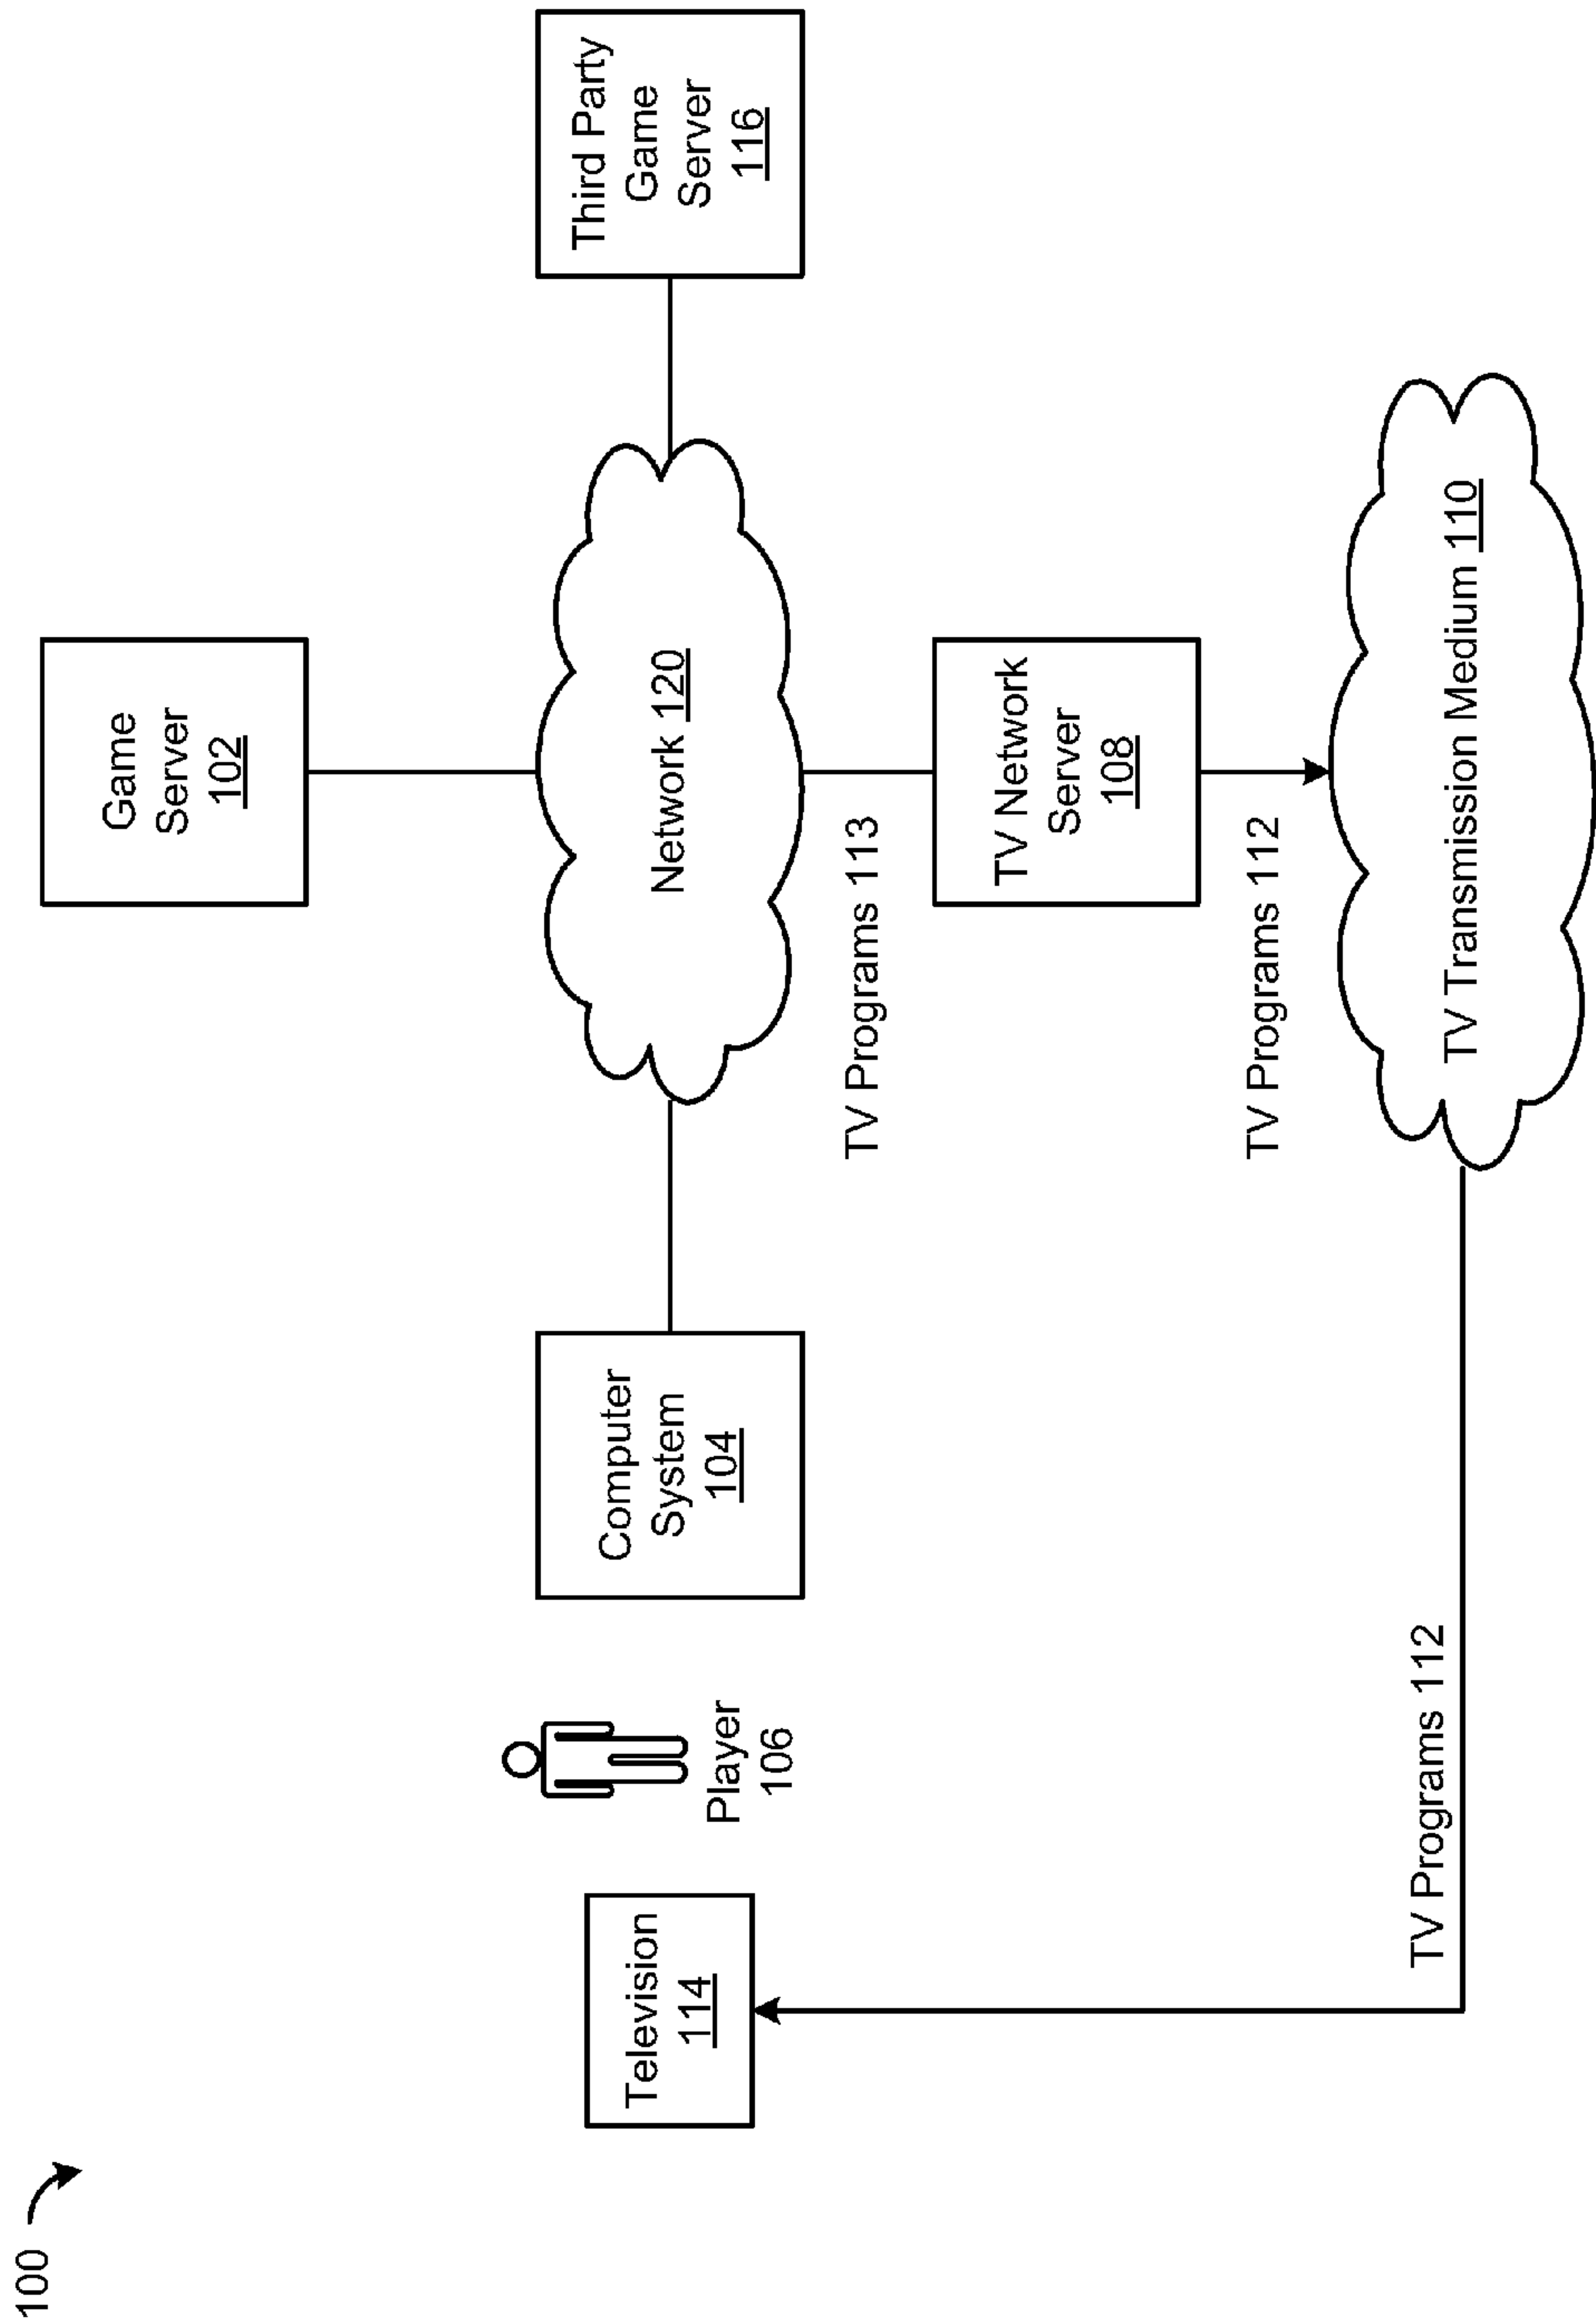 100
Game
Server
102
Third Party
Game
Server
116
Network 120
Computer
System
104
Player
106
Television
114
TV Programs 113
TV Network
Server
108
TV Programs 112
TV Transmission Medium 110
TV Programs 112